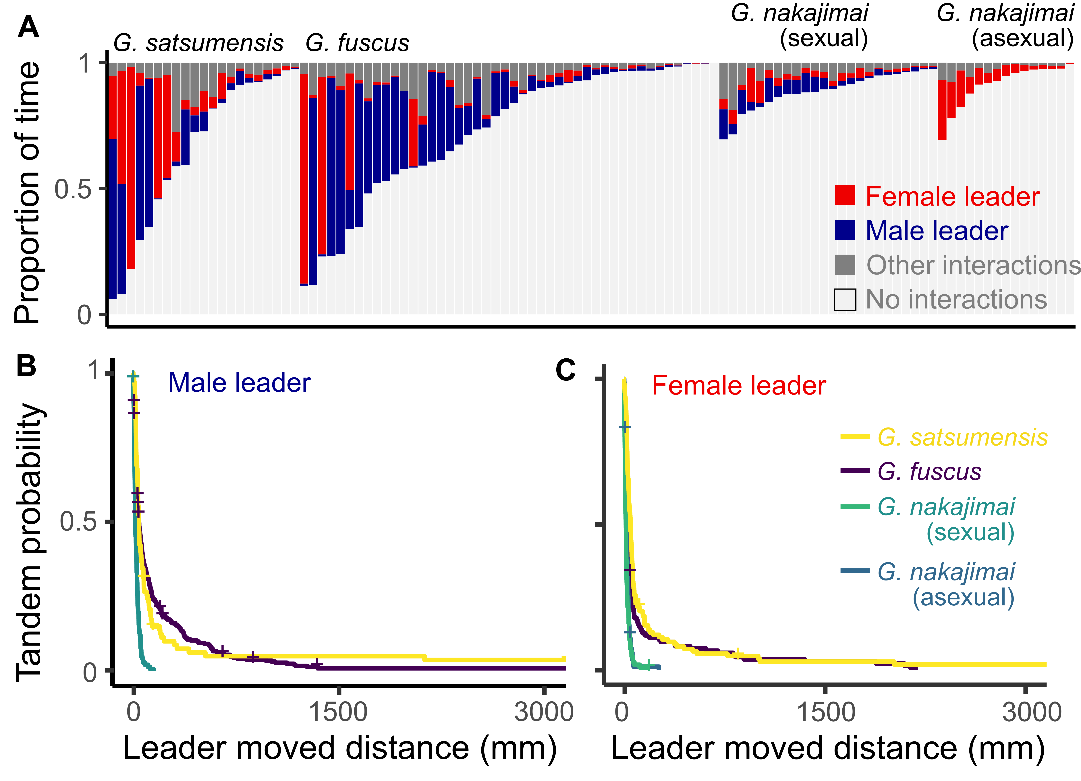 A
G. satsumensis
G. fuscus
G. nakajimai
(sexual)
G. nakajimai
(asexual)
Proportion of time
1
0.5
0
Female leader
Male leader
Other interactions
No interactions
B
Male leader
Tandem probability
1
0.5
0
0
1500
3000
Leader moved distance (mm)
C
Female leader
G. satsumensis
G. fuscus
G. nakajimai
(sexual)
G. nakajimai
(asexual)
0
1500
3000
Leader moved distance (mm)